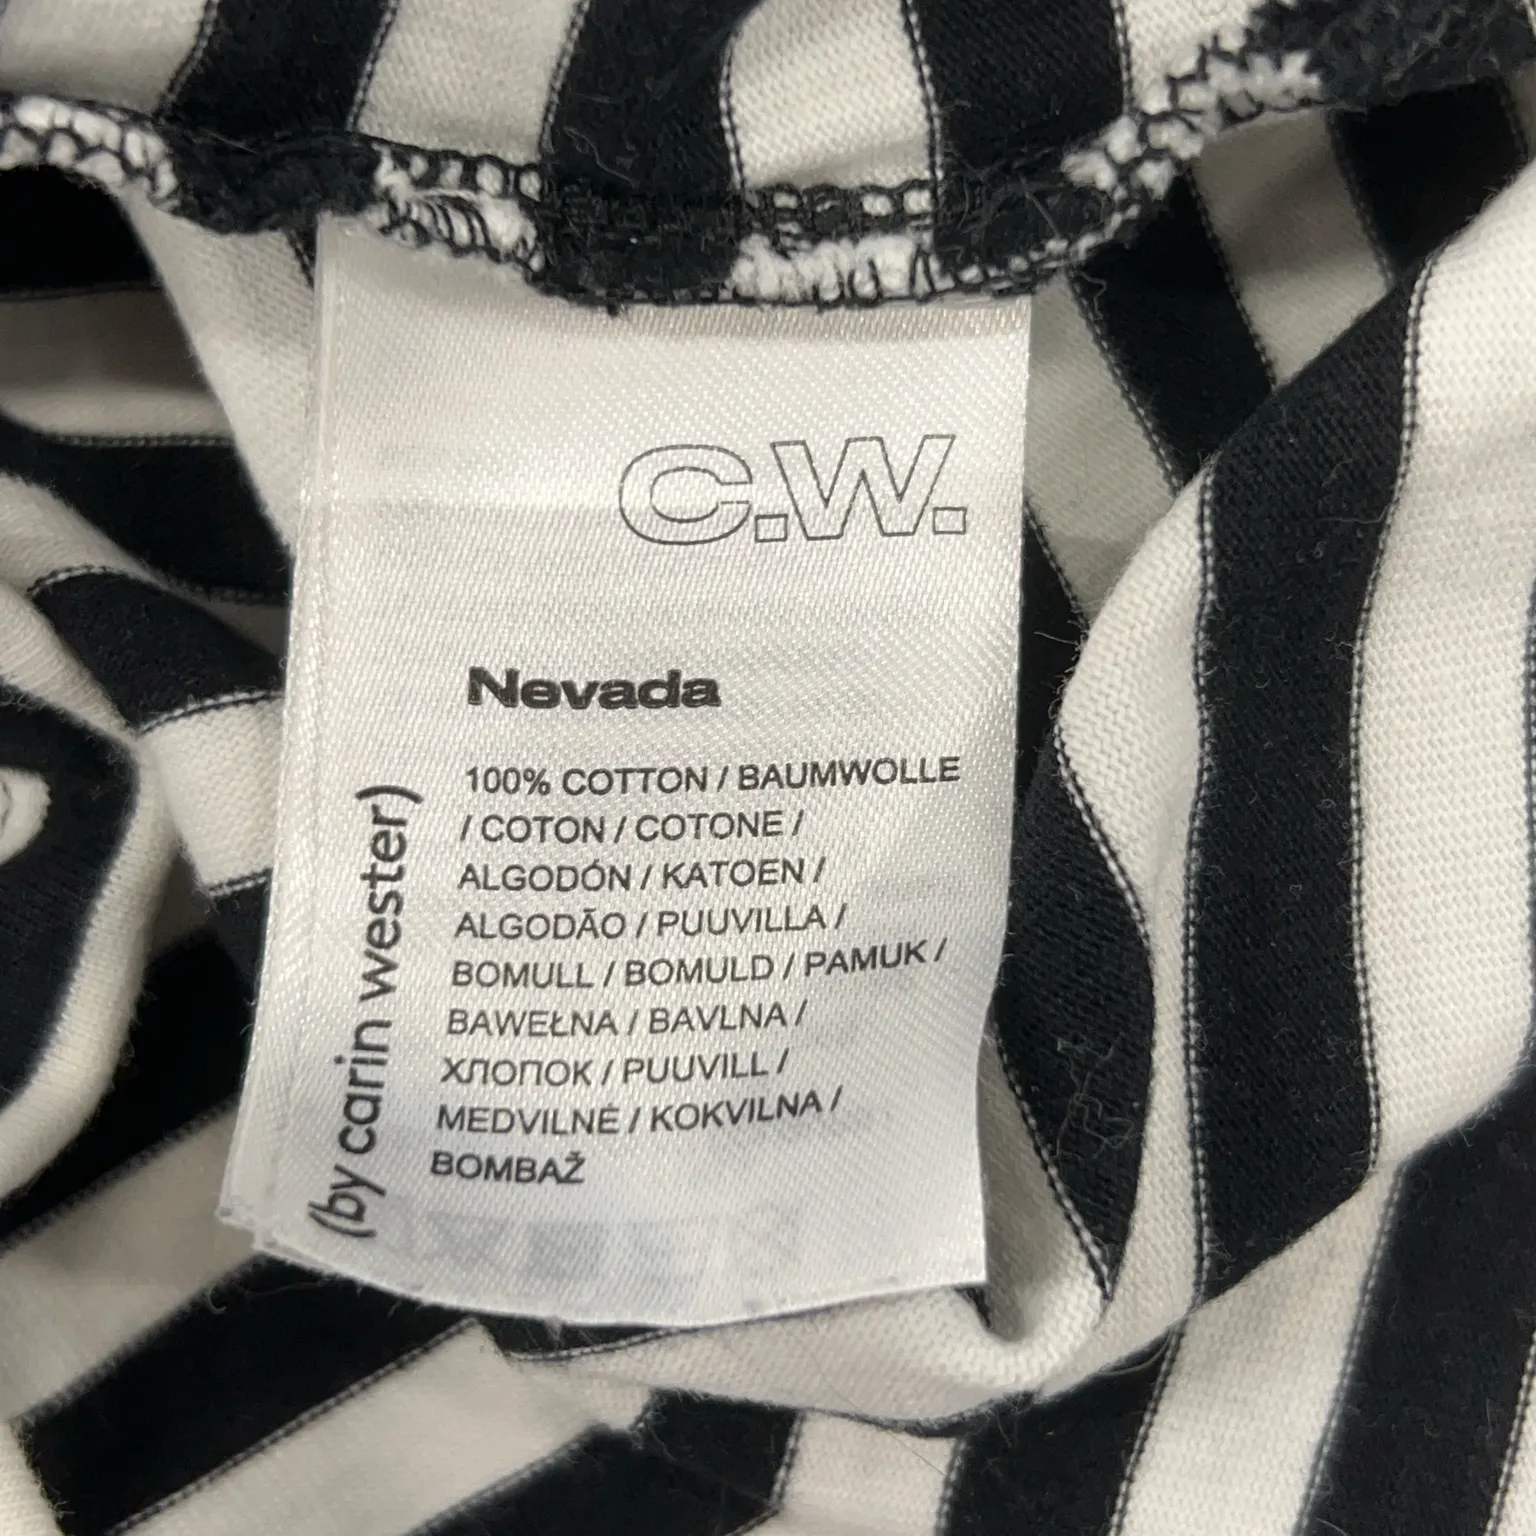 C.W.
Nevada
100% COTTON / BAUMWOLLE
/ COTON / COTONE /
ALGODÓN / KATOEN /
ALGODÃO / PUUVILLA /
BOMULL / BOMULD / PAMUK /
BAWEŁNA / BAVLNA /
ХЛОПОК / PUUVILL /
MEDVILNĖ / KOKVILNA /
BOMBAŽ
(by carin wester)